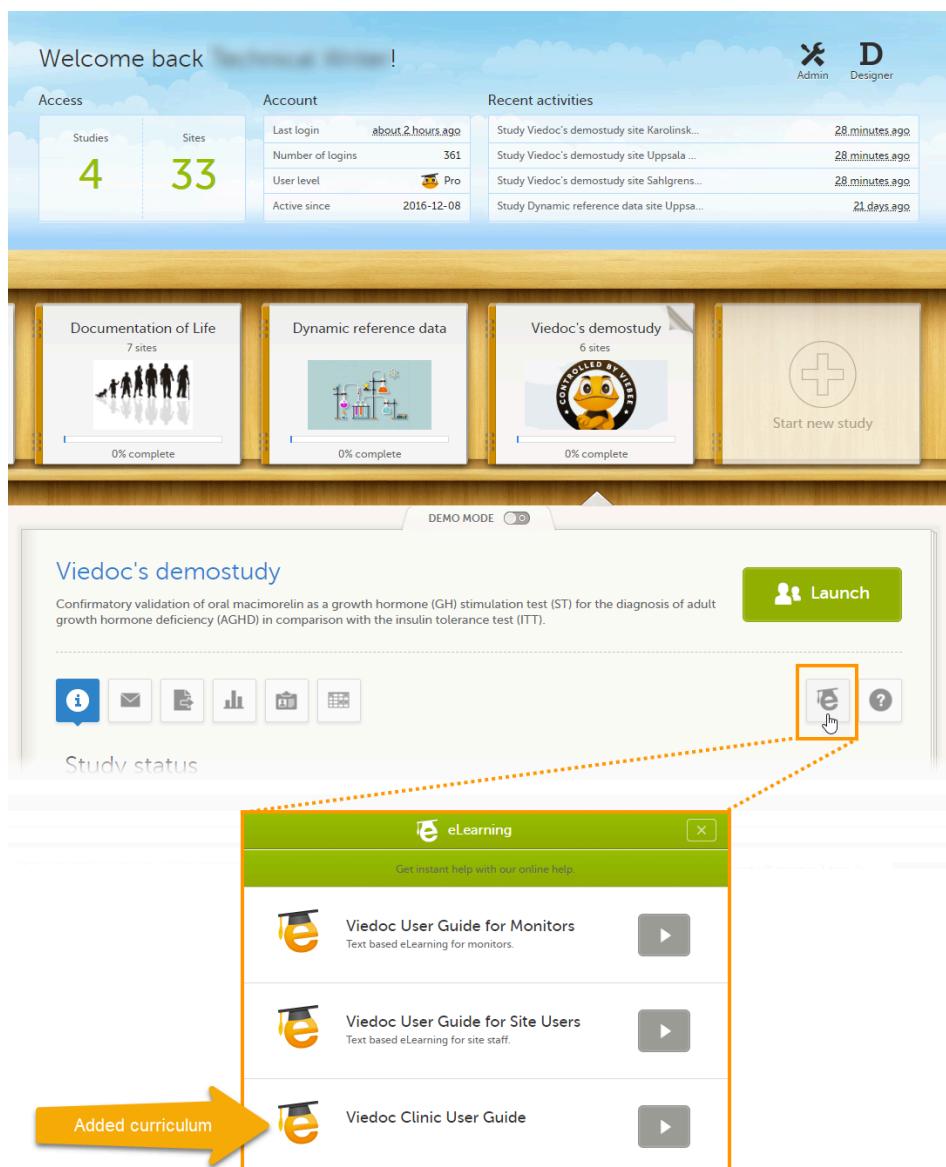 Welcome back !
Admin
Designer
Access
Studies
Sites
4
33
Account
Last login about 2 hours ago
Number of logins 361
User level Pro
Active since 2016-12-08
Recent activities
Study Viedoc's demostudy site Karolinsk... 28 minutes ago
Study Viedoc's demostudy site Uppsala ... 28 minutes ago
Study Viedoc's demostudy site Sahlgrens... 28 minutes ago
Study Dynamic reference data site Uppsa... 21 days ago
Documentation of Life
7 sites
0% complete
Dynamic reference data
0% complete
Viedoc's demostudy
6 sites
CONTROLLED BY VIEBEE
0% complete
Start new study
DEMO MODE
Viedoc's demostudy
Confirmatory validation of oral macimorelin as a growth hormone (GH) stimulation test (ST) for the diagnosis of adult
growth hormone deficiency (AGHD) in comparison with the insulin tolerance test (ITT).
Launch
Study status
eLearning
Get instant help with our online help.
Viedoc User Guide for Monitors
Text based eLearning for monitors.
Viedoc User Guide for Site Users
Text based eLearning for site staff.
Added curriculum
Viedoc Clinic User Guide